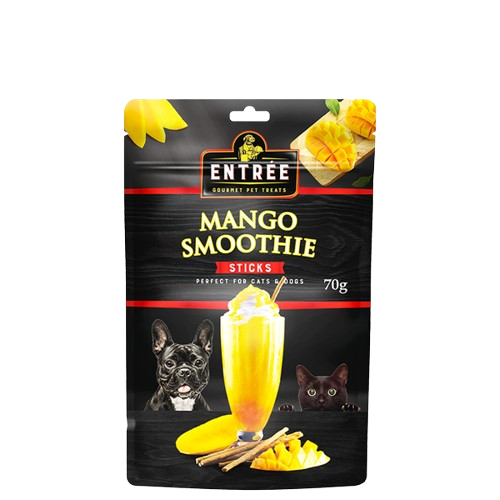 ENTRÉE
GOURMET PET TREATS
MANGO
SMOOTHIE
STICKS
PERFECT FOR CATS & DOGS
70g